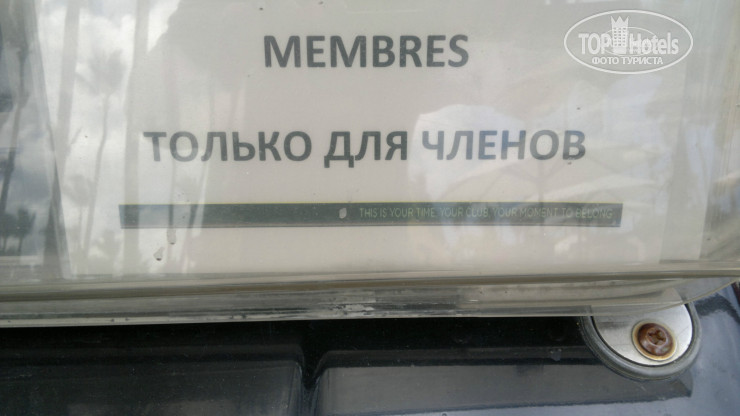 TOP Hotels
ФОТО ТУРИСТА
MEMBRES
ТОЛЬКО ДЛЯ ЧЛЕНОВ
THIS IS YOUR TIME. YOUR CLUB. YOUR MOMENT TO BELONG